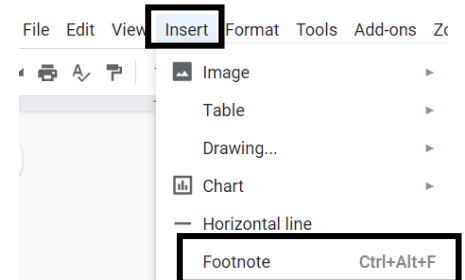 File Edit View Insert Format Tools Add-ons
Image
Table
Drawing...
Chart
Horizontal line
Footnote Ctrl+Alt+F